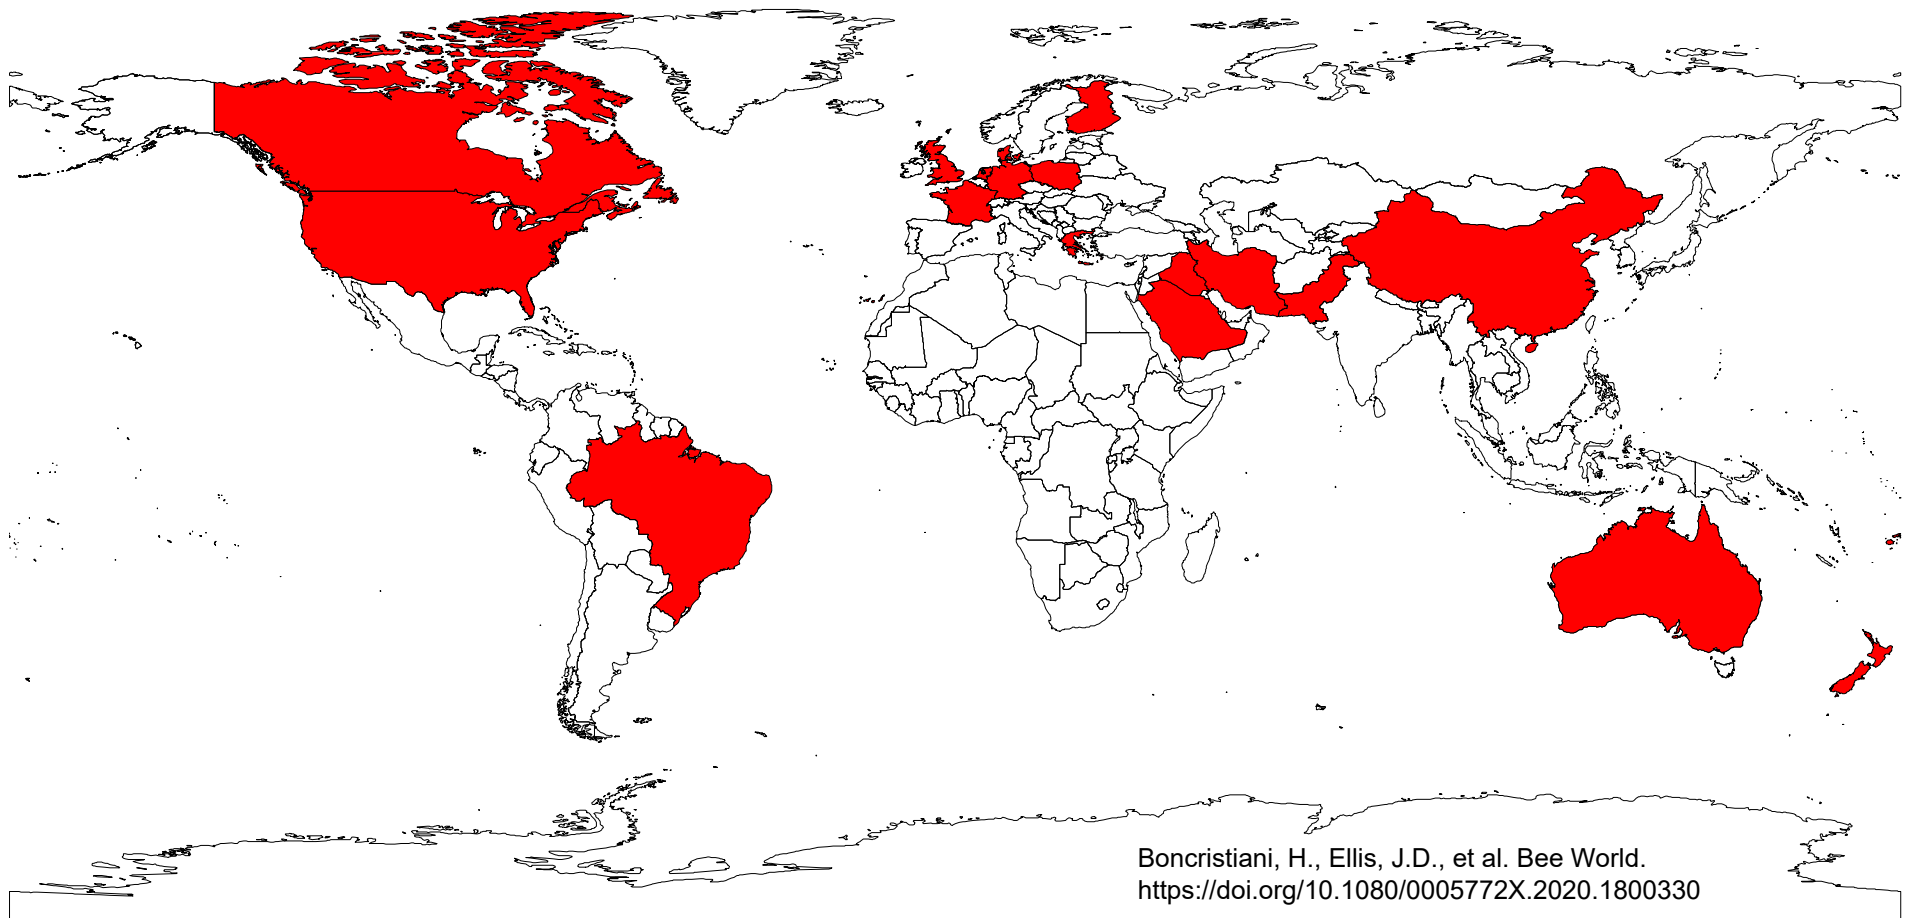 Boncristiani, H., Ellis, J.D., et al. Bee World.
https://doi.org/10.1080/0005772X.2020.1800330